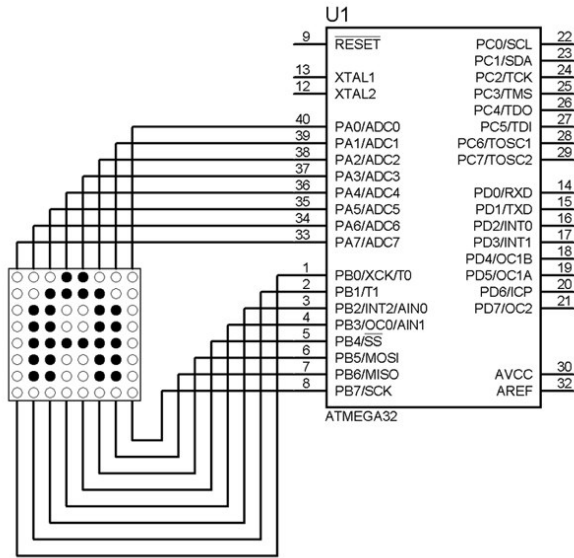 U1
9 RESET PC0/SCL 22
PC1/SDA 23
13 XTAL1 PC2/TCK 24
12 XTAL2 PC3/TMS 25
PC4/TDO 26
40 PA0/ADC0 PC5/TDI 27
39 PA1/ADC1 PC6/TOSC1 28
38 PA2/ADC2 PC7/TOSC2 29
37 PA3/ADC3
36 PA4/ADC4 PD0/RXD 14
35 PA5/ADC5 PD1/TXD 15
34 PA6/ADC6 PD2/INT0 16
33 PA7/ADC7 PD3/INT1 17
PD4/OC1B 18
1 PB0/XCK/T0 PD5/OC1A 19
2 PB1/T1 PD6/ICP 20
3 PB2/INT2/AIN0 PD7/OC2 21
4 PB3/OC0/AIN1
5 PB4/SS
6 PB5/MOSI
7 PB6/MISO AVCC 30
8 PB7/SCK AREF 32
ATMEGA32